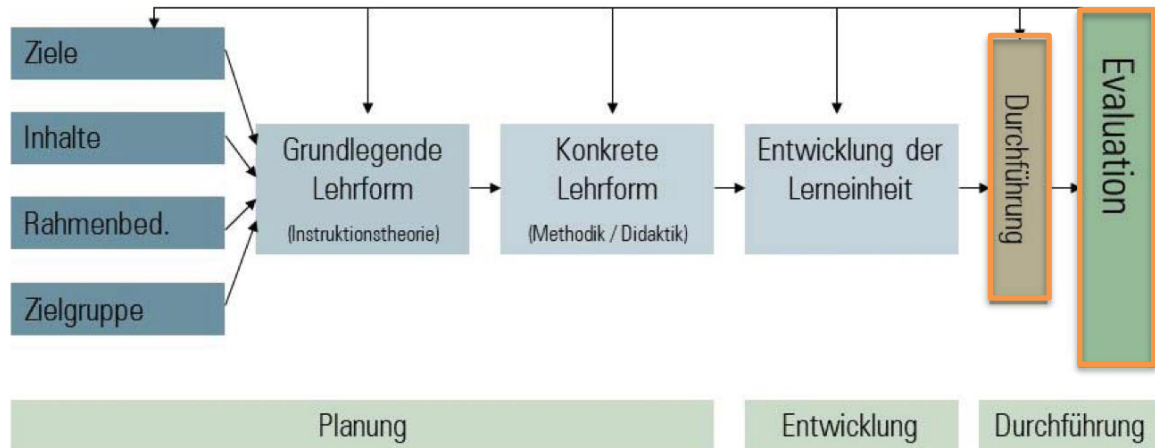 Ziele
Inhalte
Rahmenbed.
Zielgruppe
Grundlegende
Lehrform
(Instruktionstheorie)
Konkrete
Lehrform
(Methodik / Didaktik)
Entwicklung der
Lerneinheit
Durchführung
Evaluation
Planung
Entwicklung
Durchführung